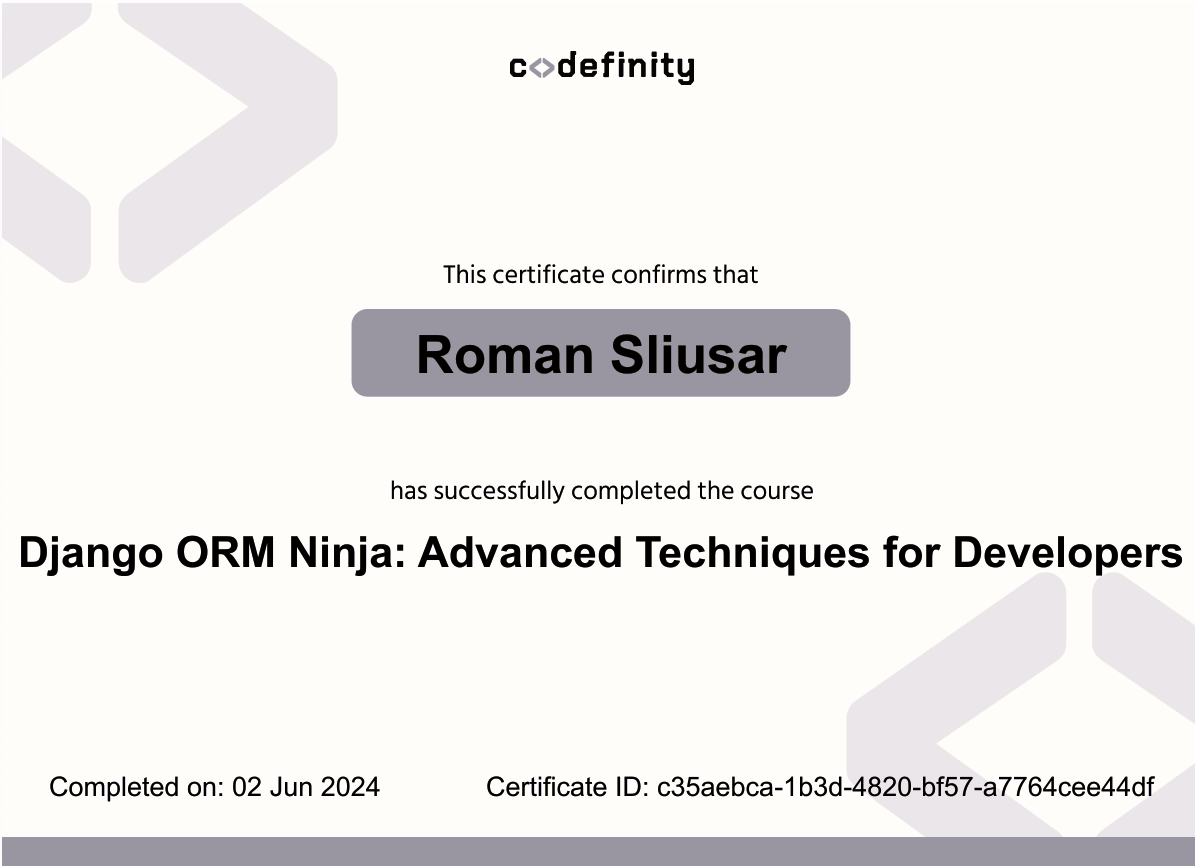 codefinity
This certificate confirms that
Roman Sliusar
has successfully completed the course
Django ORM Ninja: Advanced Techniques for Developers
Completed on: 02 Jun 2024
Certificate ID: c35aebca-1b3d-4820-bf57-a7764cee44df